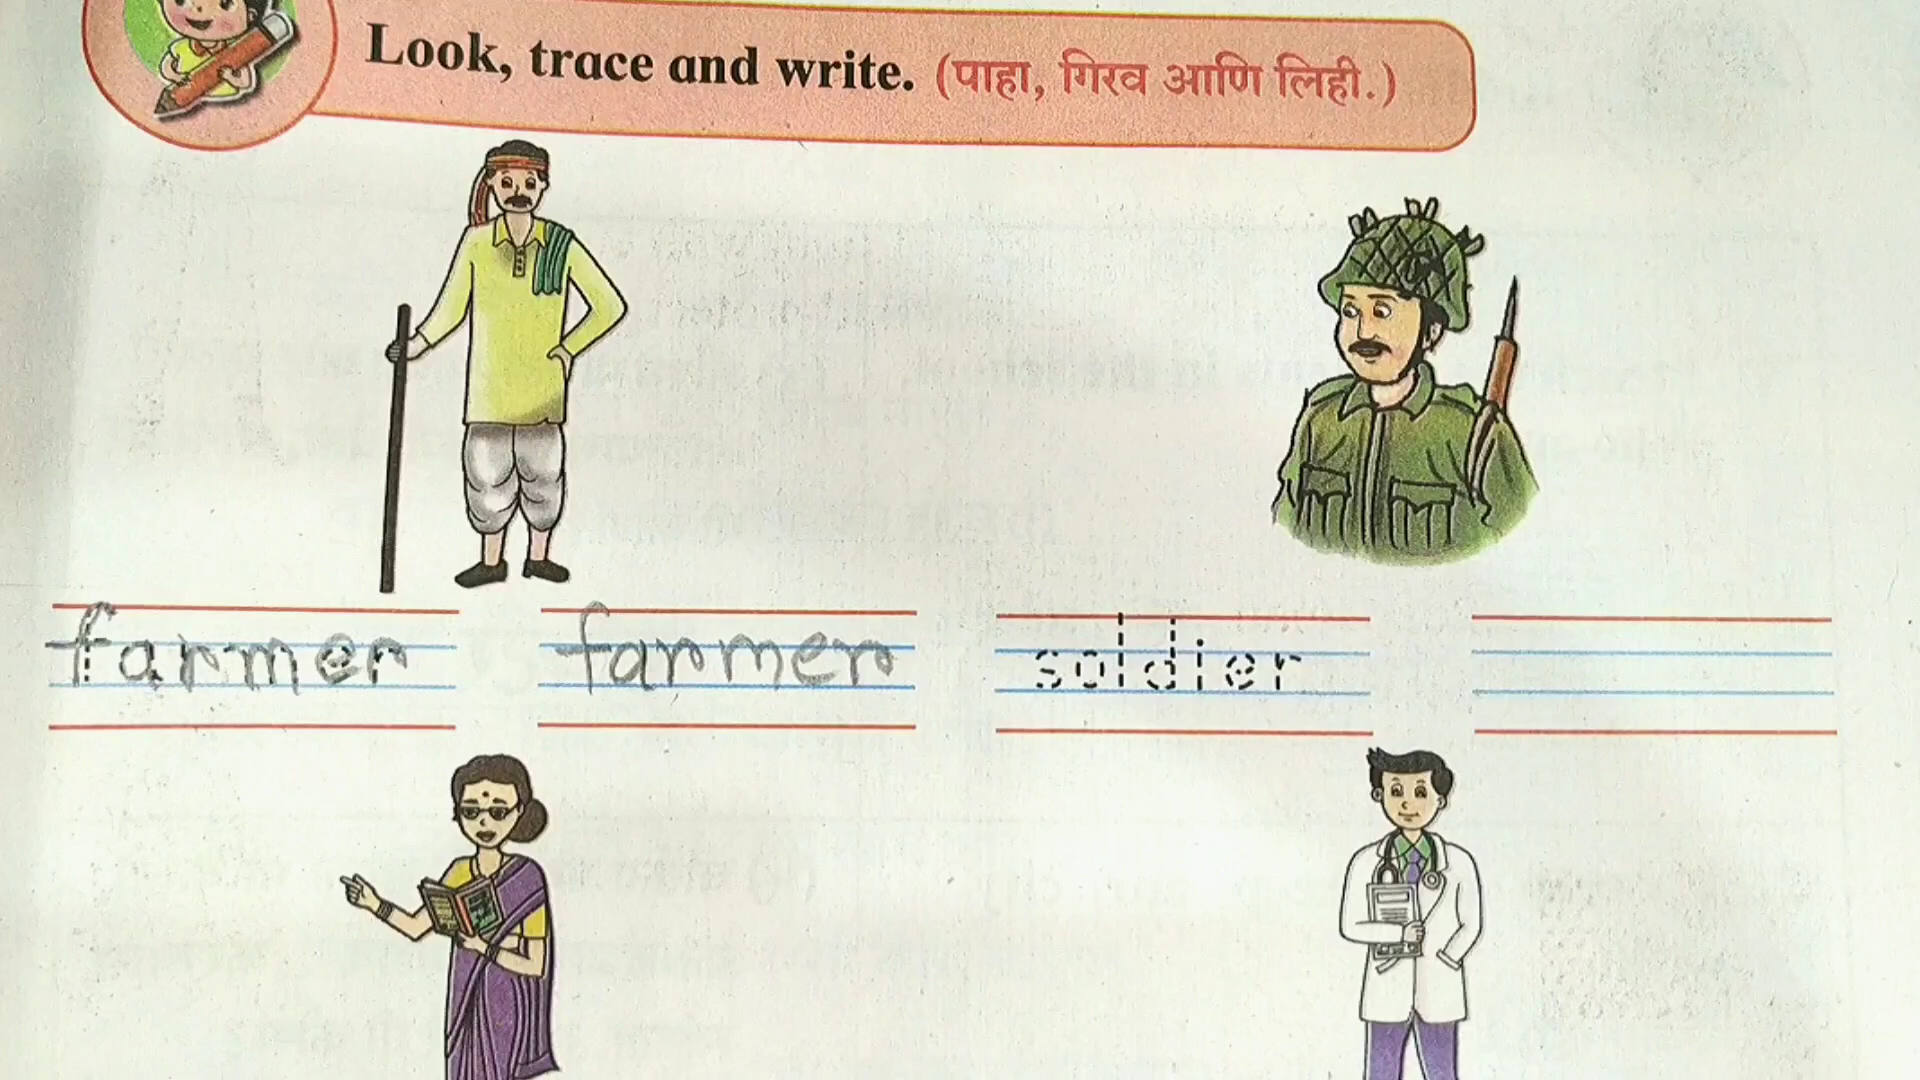 Look, trace and write. (पाहा, गिरव आणि लिही.)
farmer farmer soldier